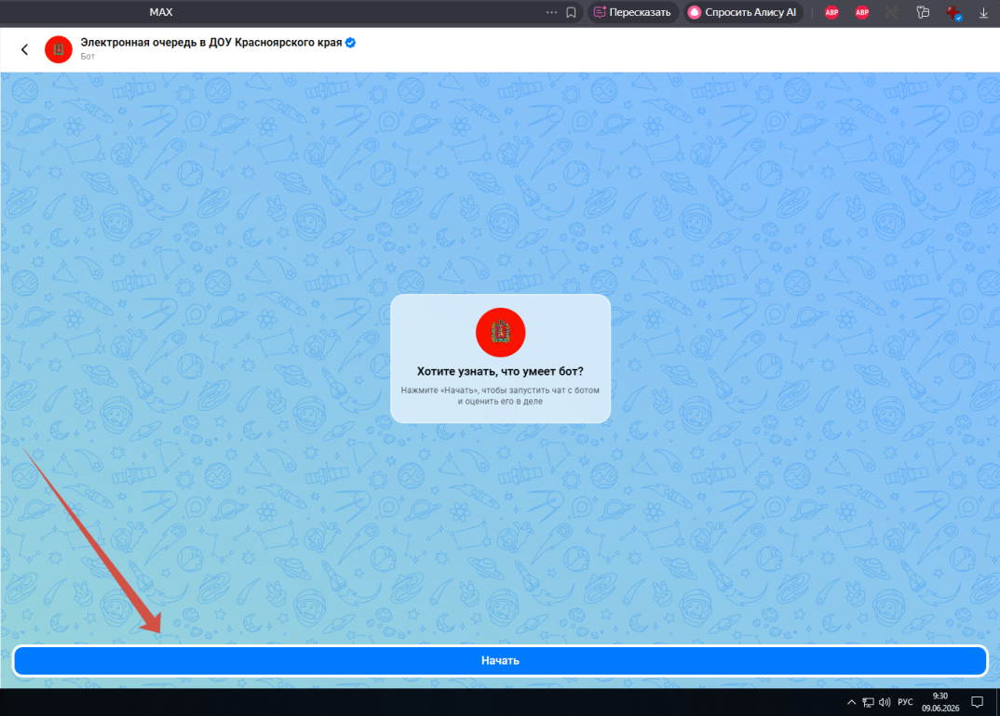 MAX
Пересказать
Спросить Алису AI
ABP
ABP
Электронная очередь в ДОУ Красноярского края
Бот
Хотите узнать, что умеет бот?
Нажмите «Начать», чтобы запустить чат с ботом
и оценить его в деле
Начать
РУС
9:30
09.06.2026